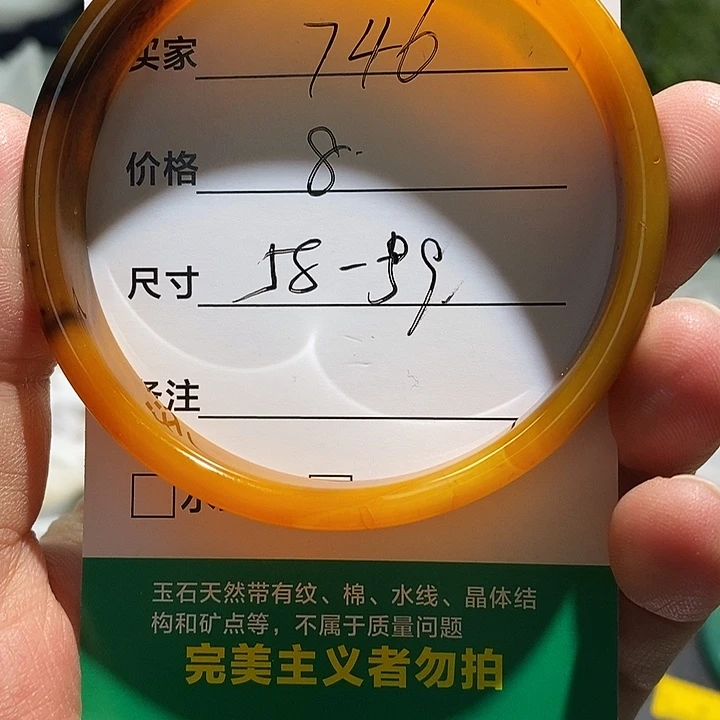 买家 746
价格 8
尺寸 58-59
备注
玉石天然带有纹、棉、水线、晶体结
构和矿点等，不属于质量问题
完美主义者勿拍